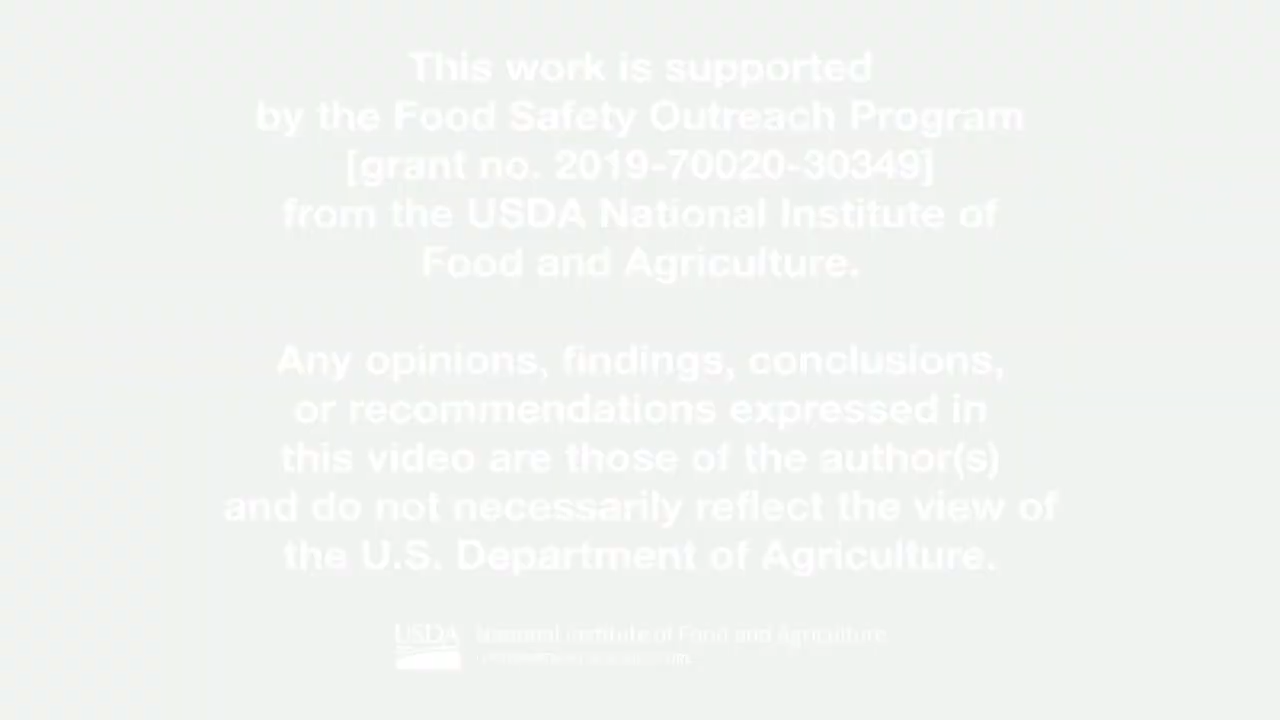 This work is supported
by the Food Safety Outreach Program
[grant no. 2019-70020-30349]
from the USDA National Institute of
Food and Agriculture.
Any opinions, findings, conclusions,
or recommendations expressed in
this video are those of the author(s)
and do not necessarily reflect the view of
the U.S. Department of Agriculture.
USDA National Institute of Food and Agriculture